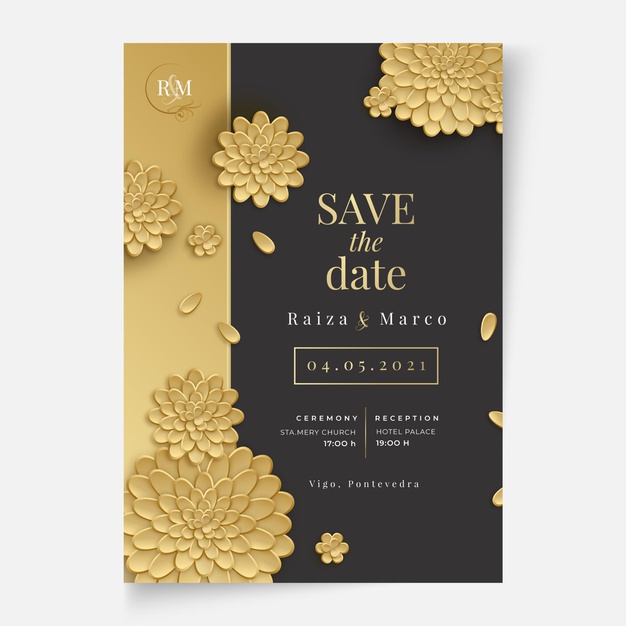 R&M
SAVE
the
date
Raiza & Marco
04.05.2021
CEREMONY
STA.MERY CHURCH
17:00 h
RECEPTION
HOTEL PALACE
19:00 H
Vigo, Pontevedra